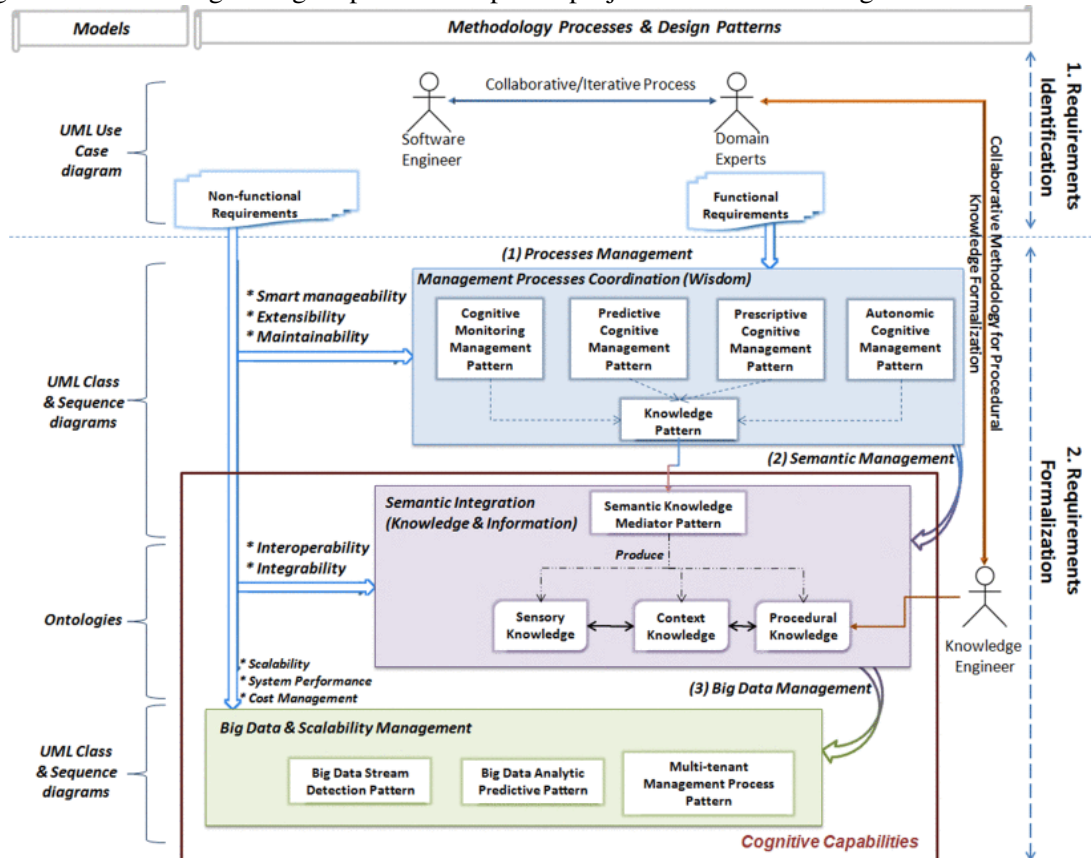 Models
Methodology Processes & Design Patterns
1. Requirements
Identification
Collaborative/Iterative Process
UML Use
Case
diagram
Software
Engineer
Domain
Experts
Non-functional
Requirements
Functional
Requirements
Collaborative Methodology for Procedural
Knowledge Formalization
(1) Processes Management
Management Processes Coordination (Wisdom)
* Smart manageability
* Extensibility
* Maintainability
Cognitive
Monitoring
Management
Pattern
Predictive
Cognitive
Management
Pattern
Prescriptive
Cognitive
Management
Pattern
Autonomic
Cognitive
Management
Pattern
UML Class
& Sequence
diagrams
Knowledge
Pattern
(2) Semantic Management
2. Requirements
Formalization
Semantic Integration
(Knowledge & Information)
Semantic Knowledge
Mediator Pattern
* Interoperability
* Integrability
Produce
Ontologies
Sensory
Knowledge
Context
Knowledge
Procedural
Knowledge
Knowledge
Engineer
* Scalability
* System Performance
* Cost Management
(3) Big Data Management
Big Data & Scalability Management
UML Class
& Sequence
diagrams
Big Data Stream
Detection Pattern
Big Data Analytic
Predictive Pattern
Multi-tenant
Management Process
Pattern
Cognitive Capabilities